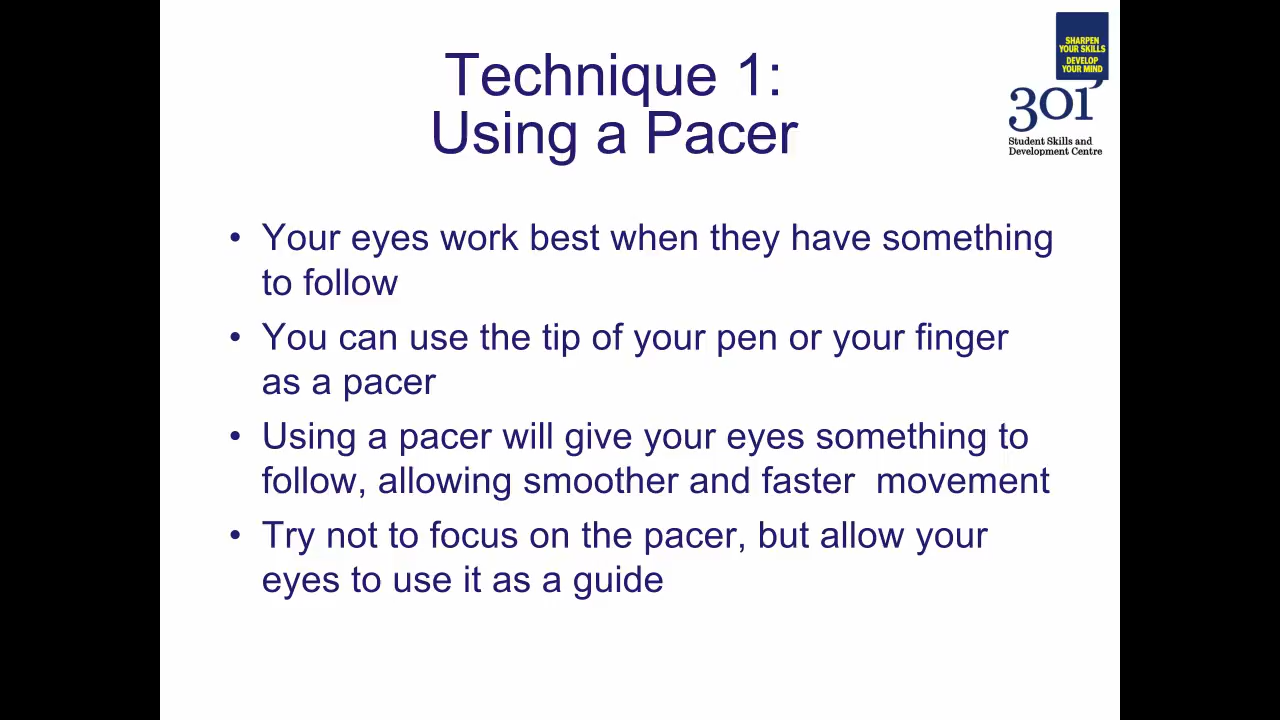 SHARPEN
YOUR SKILLS
DEVELOP
YOUR MIND
301
Student Skills and
Development Centre
Technique 1:
Using a Pacer
• Your eyes work best when they have something
to follow
• You can use the tip of your pen or your finger
as a pacer
• Using a pacer will give your eyes something to
follow, allowing smoother and faster  movement
• Try not to focus on the pacer, but allow your
eyes to use it as a guide